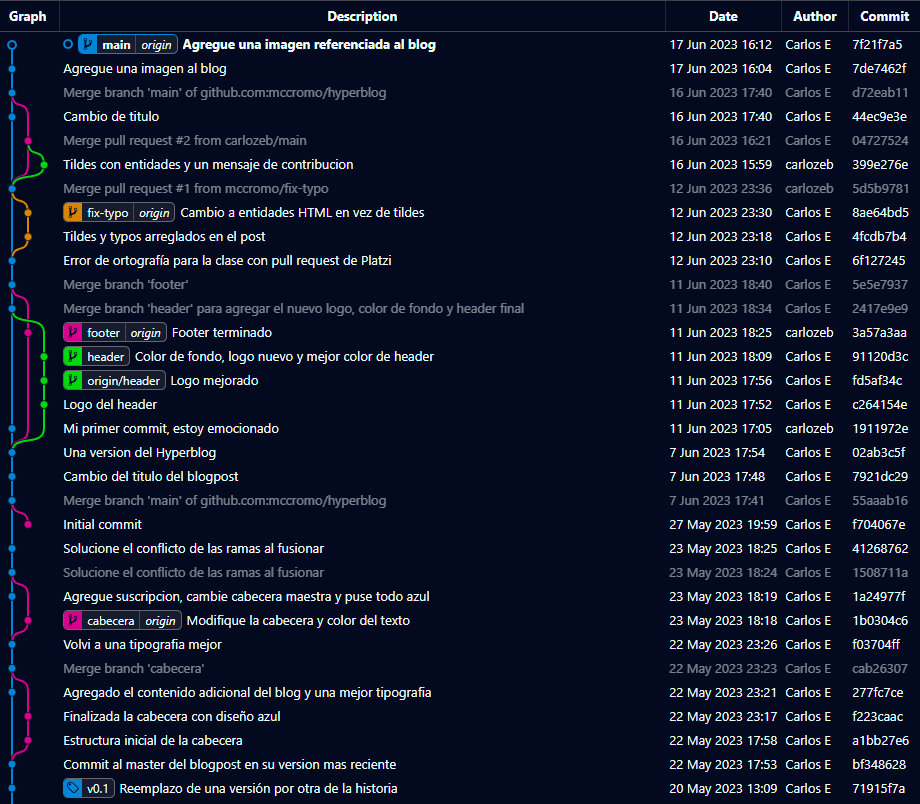 Graph Description Date Author Commit
main origin Agregue una imagen referenciada al blog 17 Jun 2023 16:12 Carlos E 7f21f7a5
Agregue una imagen al blog 17 Jun 2023 16:04 Carlos E 7de7462f
Merge branch 'main' of github.com:mccromo/hyperblog 16 Jun 2023 17:40 Carlos E d72eab11
Cambio de titulo 16 Jun 2023 17:40 Carlos E 44ec9e3e
Merge pull request #2 from carlozeb/main 16 Jun 2023 16:21 Carlos E 04727524
Tildes con entidades y un mensaje de contribucion 16 Jun 2023 15:59 carlozeb 399e276e
Merge pull request #1 from mccromo/fix-typo 12 Jun 2023 23:36 carlozeb 5d5b9781
fix-typo origin Cambio a entidades HTML en vez de tildes 12 Jun 2023 23:30 Carlos E 8ae64bd5
Tildes y typos arreglados en el post 12 Jun 2023 23:18 Carlos E 4fcdb7b4
Error de ortografía para la clase con pull request de Platzi 12 Jun 2023 23:10 Carlos E 6f127245
Merge branch 'footer' 11 Jun 2023 18:40 Carlos E 5e5e7937
Merge branch 'header' para agregar el nuevo logo, color de fondo y header final 11 Jun 2023 18:34 Carlos E 2417e9e9
footer origin Footer terminado 11 Jun 2023 18:25 carlozeb 3a57a3aa
header Color de fondo, logo nuevo y mejor color de header 11 Jun 2023 18:09 Carlos E 91120d3c
origin/header Logo mejorado 11 Jun 2023 17:56 Carlos E fd5af34c
Logo del header 11 Jun 2023 17:52 Carlos E c264154e
Mi primer commit, estoy emocionado 11 Jun 2023 17:05 carlozeb 1911972e
Una version del Hyperblog 7 Jun 2023 17:54 Carlos E 02ab3c5f
Cambio del titulo del blogpost 7 Jun 2023 17:48 Carlos E 7921dc29
Merge branch 'main' of github.com:mccromo/hyperblog 7 Jun 2023 17:41 Carlos E 55aaab16
Initial commit 27 May 2023 19:59 Carlos E f704067e
Solucione el conflicto de las ramas al fusionar 23 May 2023 18:25 Carlos E 41268762
Solucione el conflicto de las ramas al fusionar 23 May 2023 18:24 Carlos E 1508711a
Agregue suscripcion, cambie cabecera maestra y puse todo azul 23 May 2023 18:19 Carlos E 1a24977f
cabecera origin Modifique la cabecera y color del texto 23 May 2023 18:18 Carlos E 1b0304c6
Volvi a una tipografia mejor 22 May 2023 23:26 Carlos E f03704ff
Merge branch 'cabecera' 22 May 2023 23:23 Carlos E cab26307
Agregado el contenido adicional del blog y una mejor tipografia 22 May 2023 23:21 Carlos E 277fc7ce
Finalizada la cabecera con diseño azul 22 May 2023 23:17 Carlos E f223caac
Estructura inicial de la cabecera 22 May 2023 17:58 Carlos E a1bb27e6
Commit al master del blogpost en su version mas reciente 22 May 2023 17:53 Carlos E bf348628
v0.1 Reemplazo de una versión por otra de la historia 20 May 2023 13:09 Carlos E 71915f7a